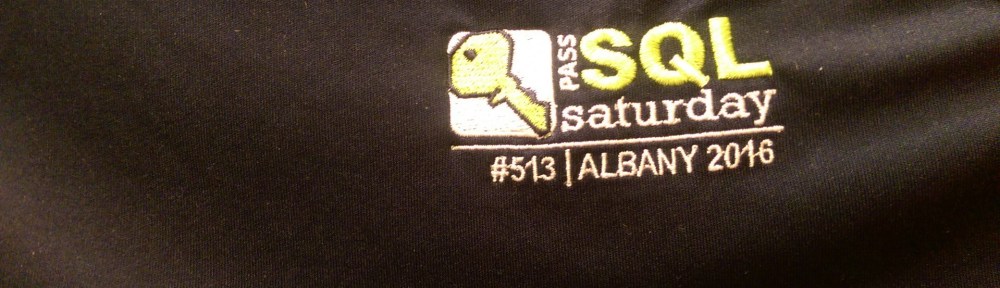 PASS
SQL
saturday
#513 | ALBANY 2016